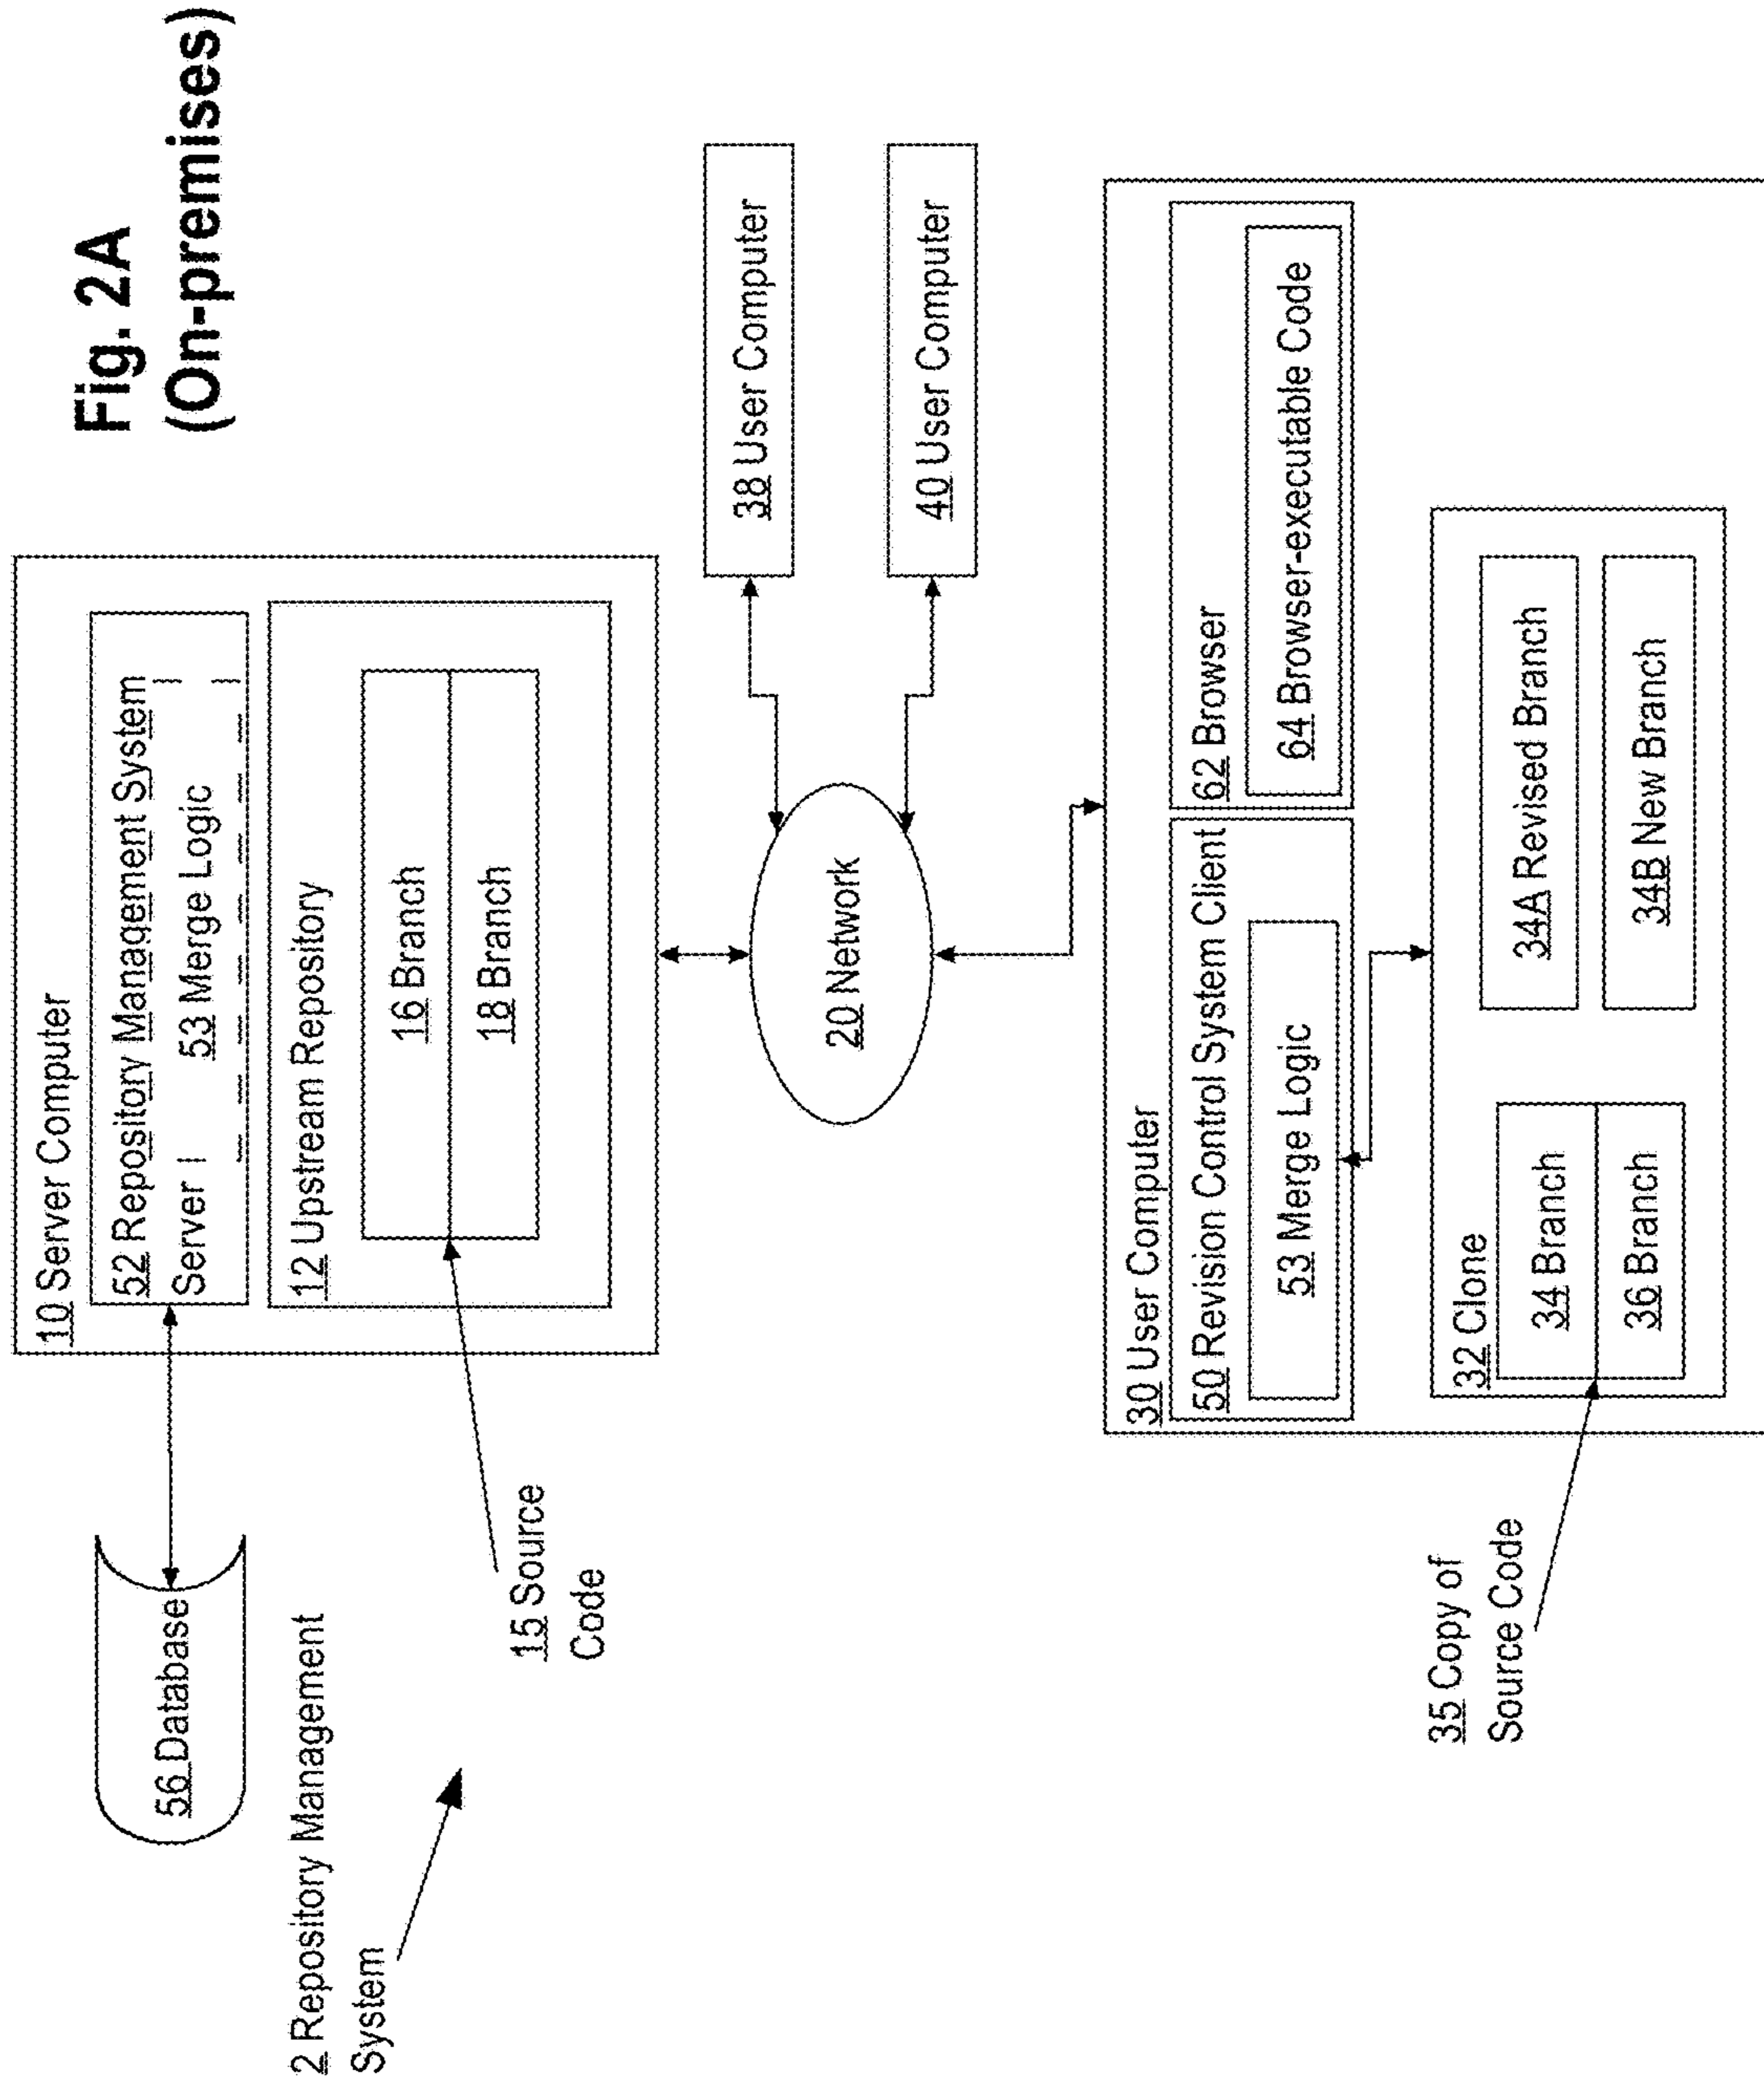 Fig. 2A
(On-premises)
10 Server Computer
52 Repository Management System
Server
53 Merge Logic
12 Upstream Repository
16 Branch
18 Branch
56 Database
2 Repository Management
System
15 Source
Code
20 Network
38 User Computer
40 User Computer
30 User Computer
50 Revision Control System Client
53 Merge Logic
62 Browser
64 Browser-executable Code
32 Clone
34 Branch
36 Branch
34A Revised Branch
34B New Branch
35 Copy of
Source Code